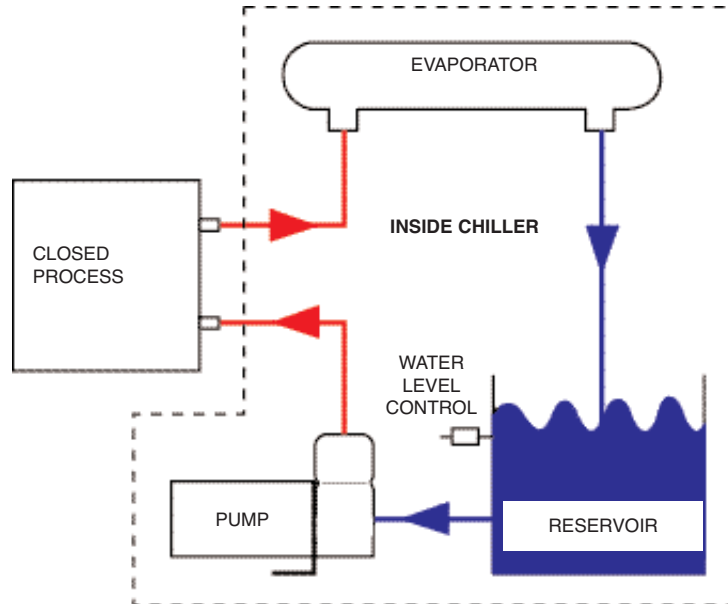 EVAPORATOR
INSIDE CHILLER
CLOSED
PROCESS
WATER
LEVEL
CONTROL
PUMP
RESERVOIR